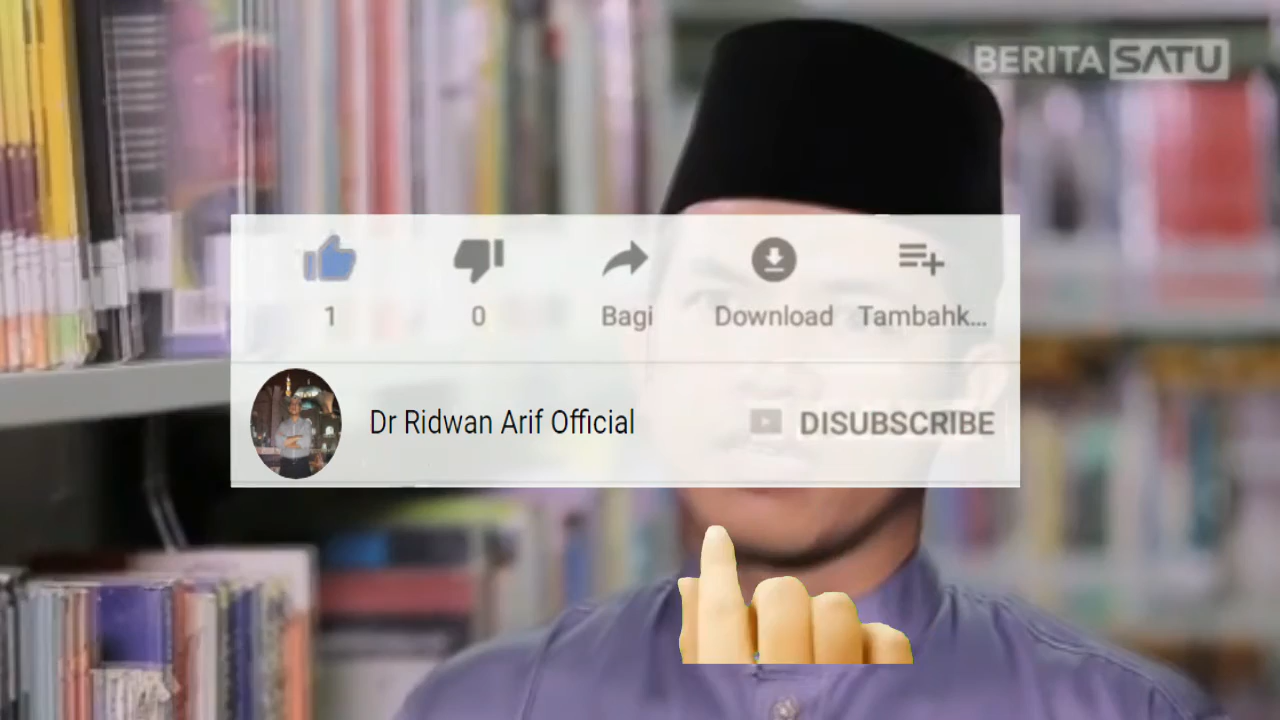 BERITA SATU
1
0
Bagi
Download
Tambahk...
Dr Ridwan Arif Official
DISUBSCRIBE